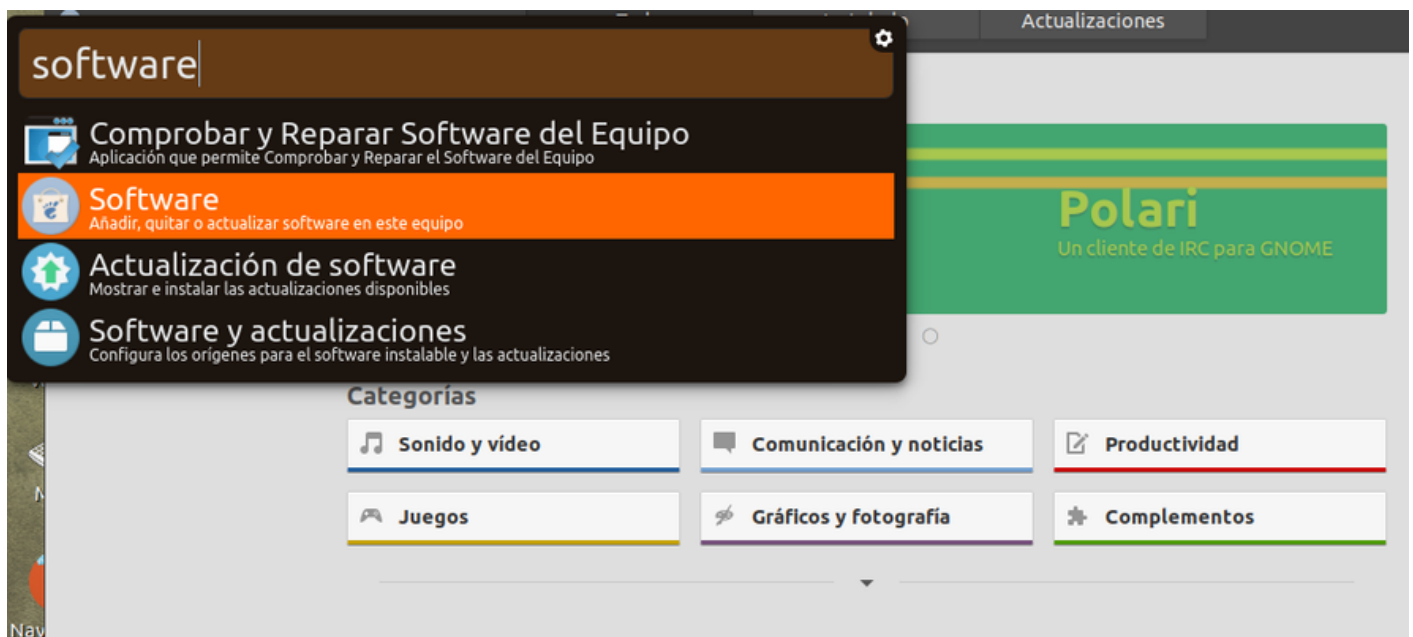 Actualizaciones
software
Comprobar y Reparar Software del Equipo
Aplicación que permite Comprobar y Reparar el Software del Equipo
Software
Añadir, quitar o actualizar software en este equipo
Actualización de software
Mostrar e instalar las actualizaciones disponibles
Software y actualizaciones
Configura los orígenes para el software instalable y las actualizaciones
Polari
Un cliente de IRC para GNOME
Categorías
Sonido y vídeo
Comunicación y noticias
Productividad
Juegos
Gráficos y fotografía
Complementos